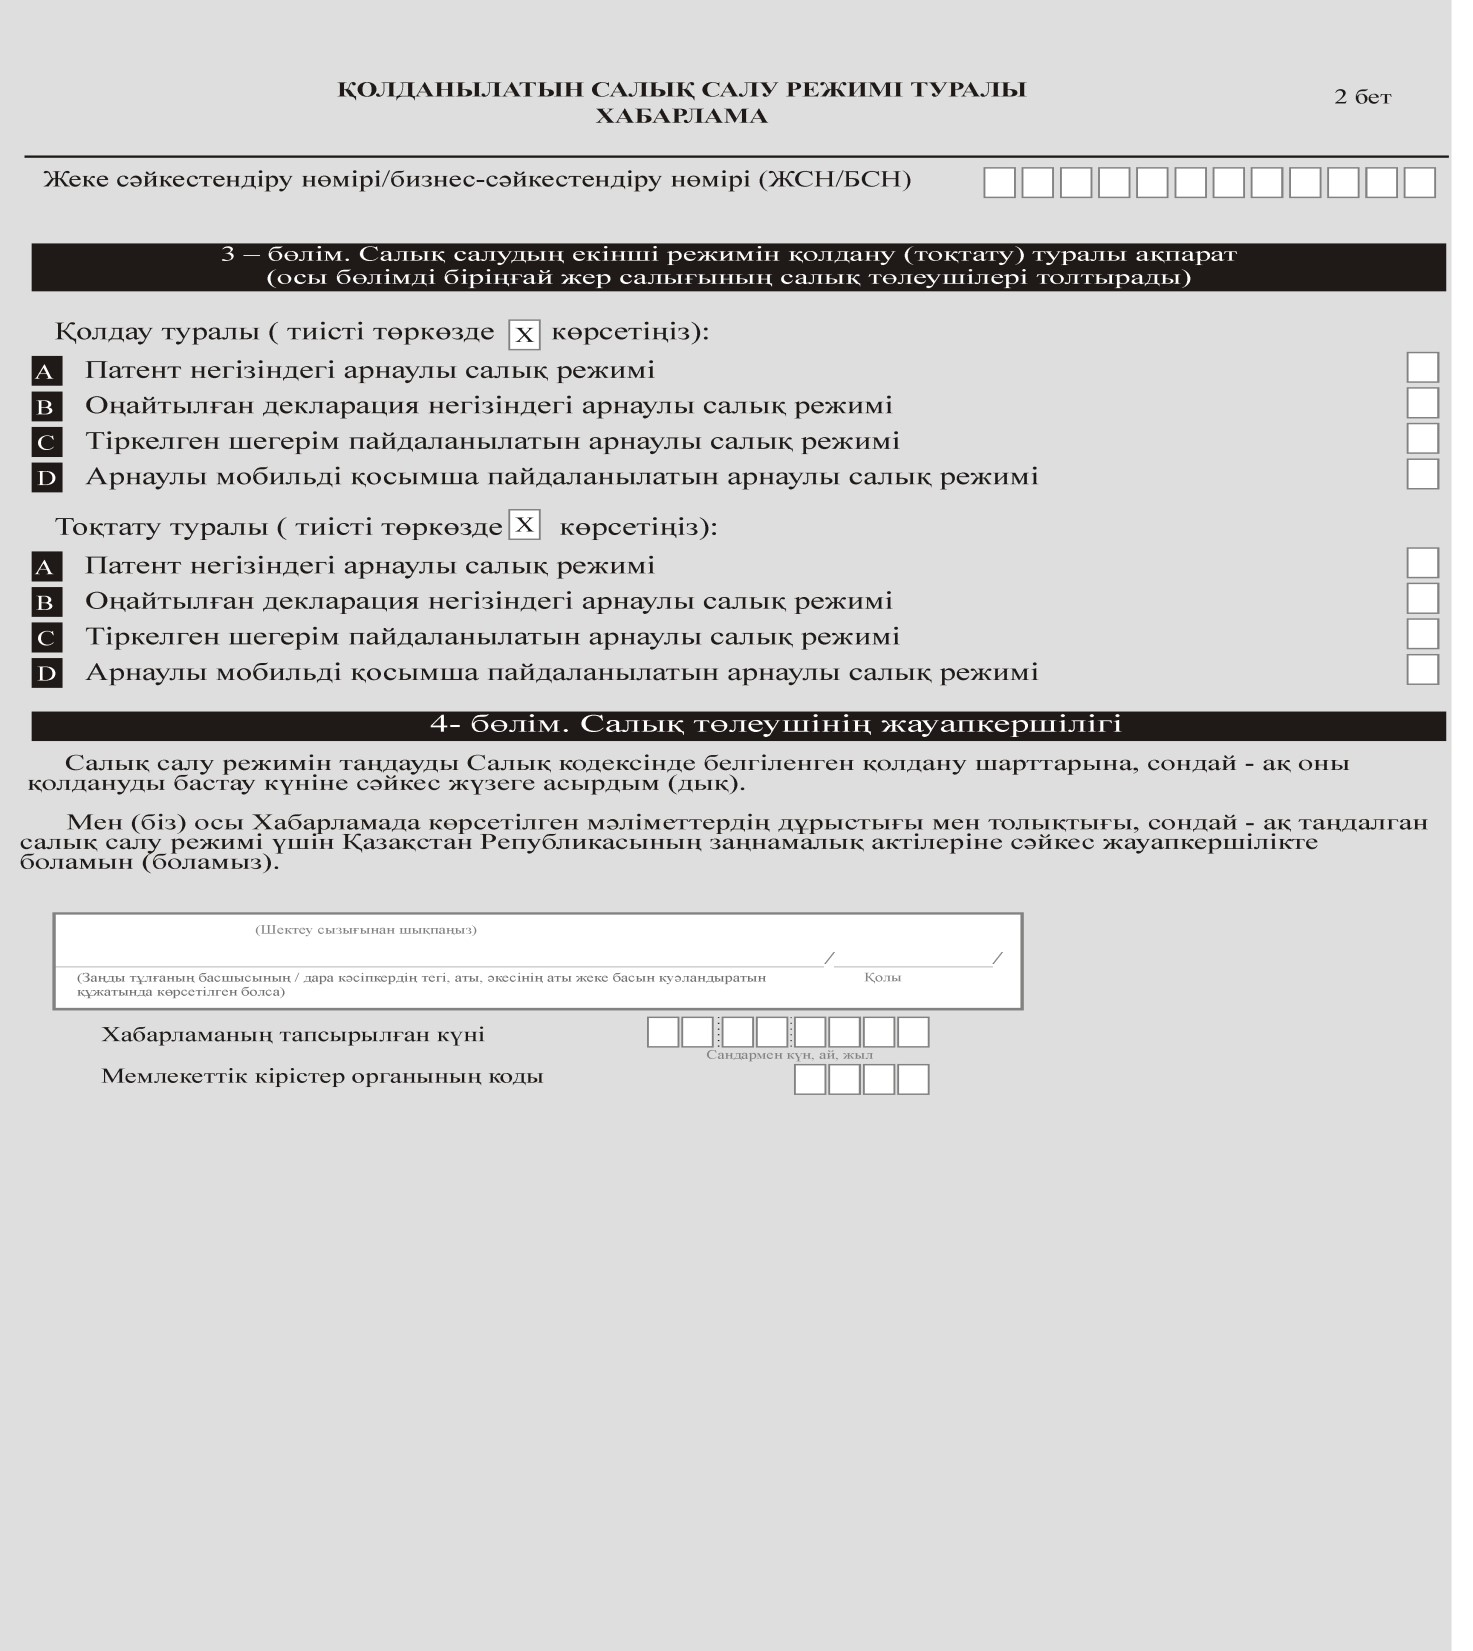 ҚОЛДАНЫЛАТЫН САЛЫҚ САЛУ РЕЖИМІ ТУРАЛЫ
ХАБАРЛАМА
2 бет
Жеке сәйкестендіру нөмірі/бизнес-сәйкестендіру нөмірі (ЖСН/БСН)
3 – бөлім. Салық салудың екінші режимін қолдану (тоқтату) туралы ақпарат
(осы бөлімді біріңғай жер салығының салық төлеушілері толтырады)
Қолдау туралы ( тиісті төркөзде X көрсетіңіз):
A Патент негізіндегі арнаулы салық режимі
B Оңайтылған декларация негізіндегі арнаулы салық режимі
C Тіркелген шегерім пайдаланылатын арнаулы салық режимі
D Арнаулы мобильді қосымша пайдаланылатын арнаулы салық режимі
Тоқтату туралы ( тиісті төркөзде X көрсетіңіз):
A Патент негізіндегі арнаулы салық режимі
B Оңайтылған декларация негізіндегі арнаулы салық режимі
C Тіркелген шегерім пайдаланылатын арнаулы салық режимі
D Арнаулы мобильді қосымша пайдаланылатын арнаулы салық режимі
4- бөлім. Салық төлеушінің жауапкершілігі
Салық салу режимін таңдауды Салық кодексінде белгіленген қолдану шарттарына, сондай - ақ оны
қолдануды бастау күніне сәйкес жүзеге асырдым (дық).
Мен (біз) осы Хабарламада көрсетілген мәліметтердің дұрыстығы мен толықтығы, сондай - ақ таңдалган
салық салу режимі үшін Қазақстан Републикасының заңнамалық актілеріне сәйкес жауапкершілікте
боламын (боламыз).
(Шектеу сызығынан шықпаңыз)
/ /
(Заңды тұлғаның басшысының / дара кәсіпкердің тегі, аты, әкесінің аты жеке басын куәландыратын
құжатында көрсетілген болса)
Қолы
Хабарламаның тапсырылған күні
Сандармен күн, ай, жыл
Мемлекеттік кірістер органының коды